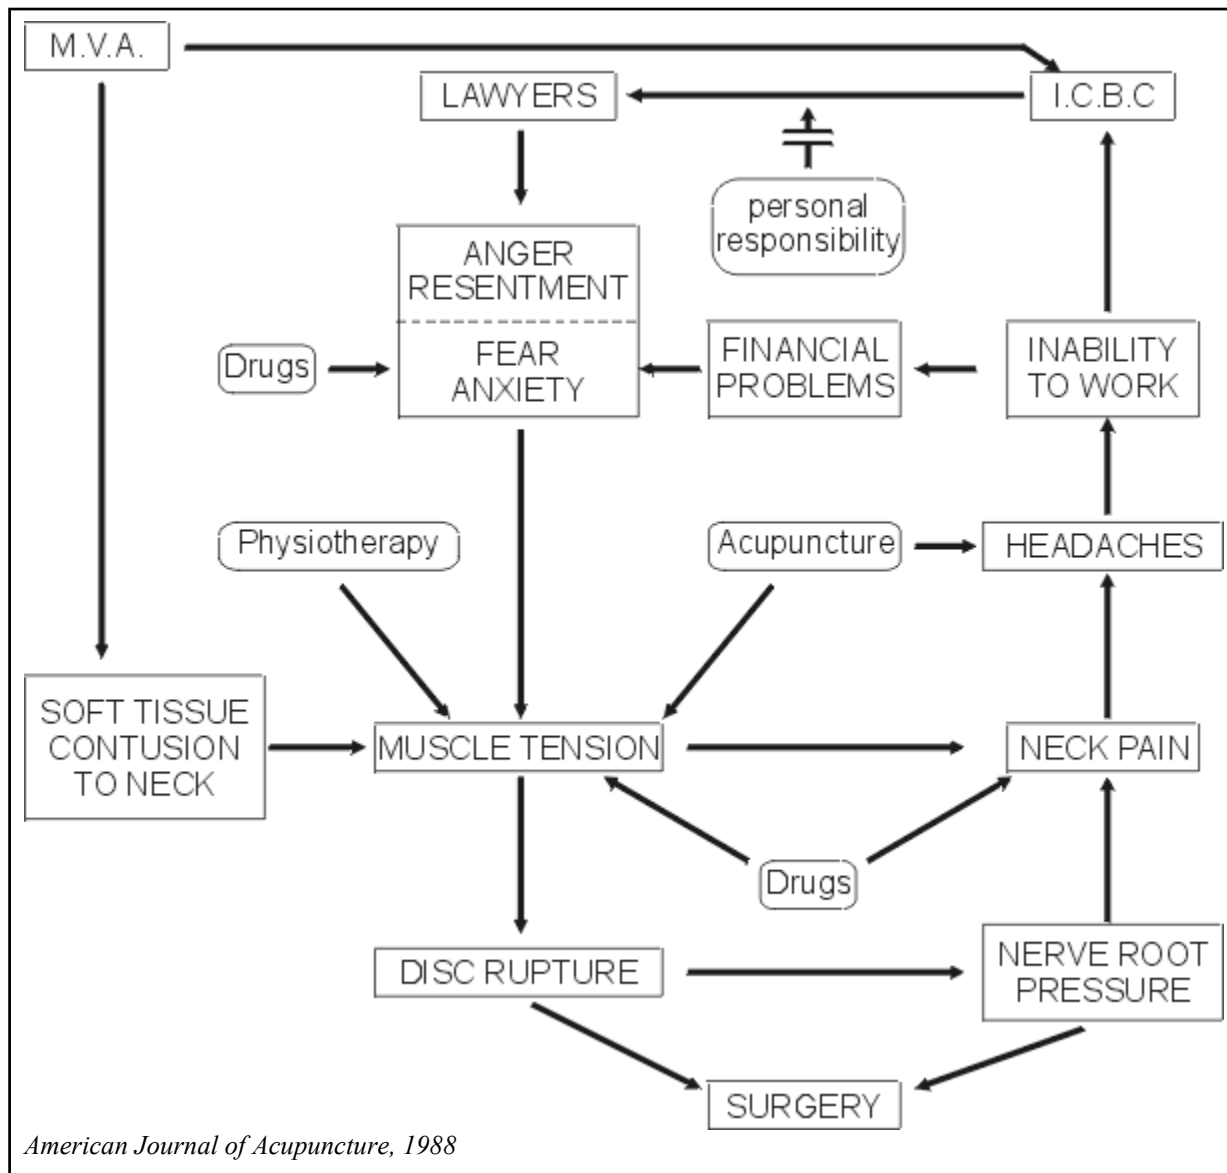 M.V.A.
LAWYERS
I.C.B.C
personal
responsibility
ANGER
RESENTMENT
FEAR
ANXIETY
Drugs
FINANCIAL
PROBLEMS
INABILITY
TO WORK
Physiotherapy
Acupuncture
HEADACHES
SOFT TISSUE
CONTUSION
TO NECK
MUSCLE TENSION
NECK PAIN
Drugs
DISC RUPTURE
NERVE ROOT
PRESSURE
SURGERY
American Journal of Acupuncture, 1988